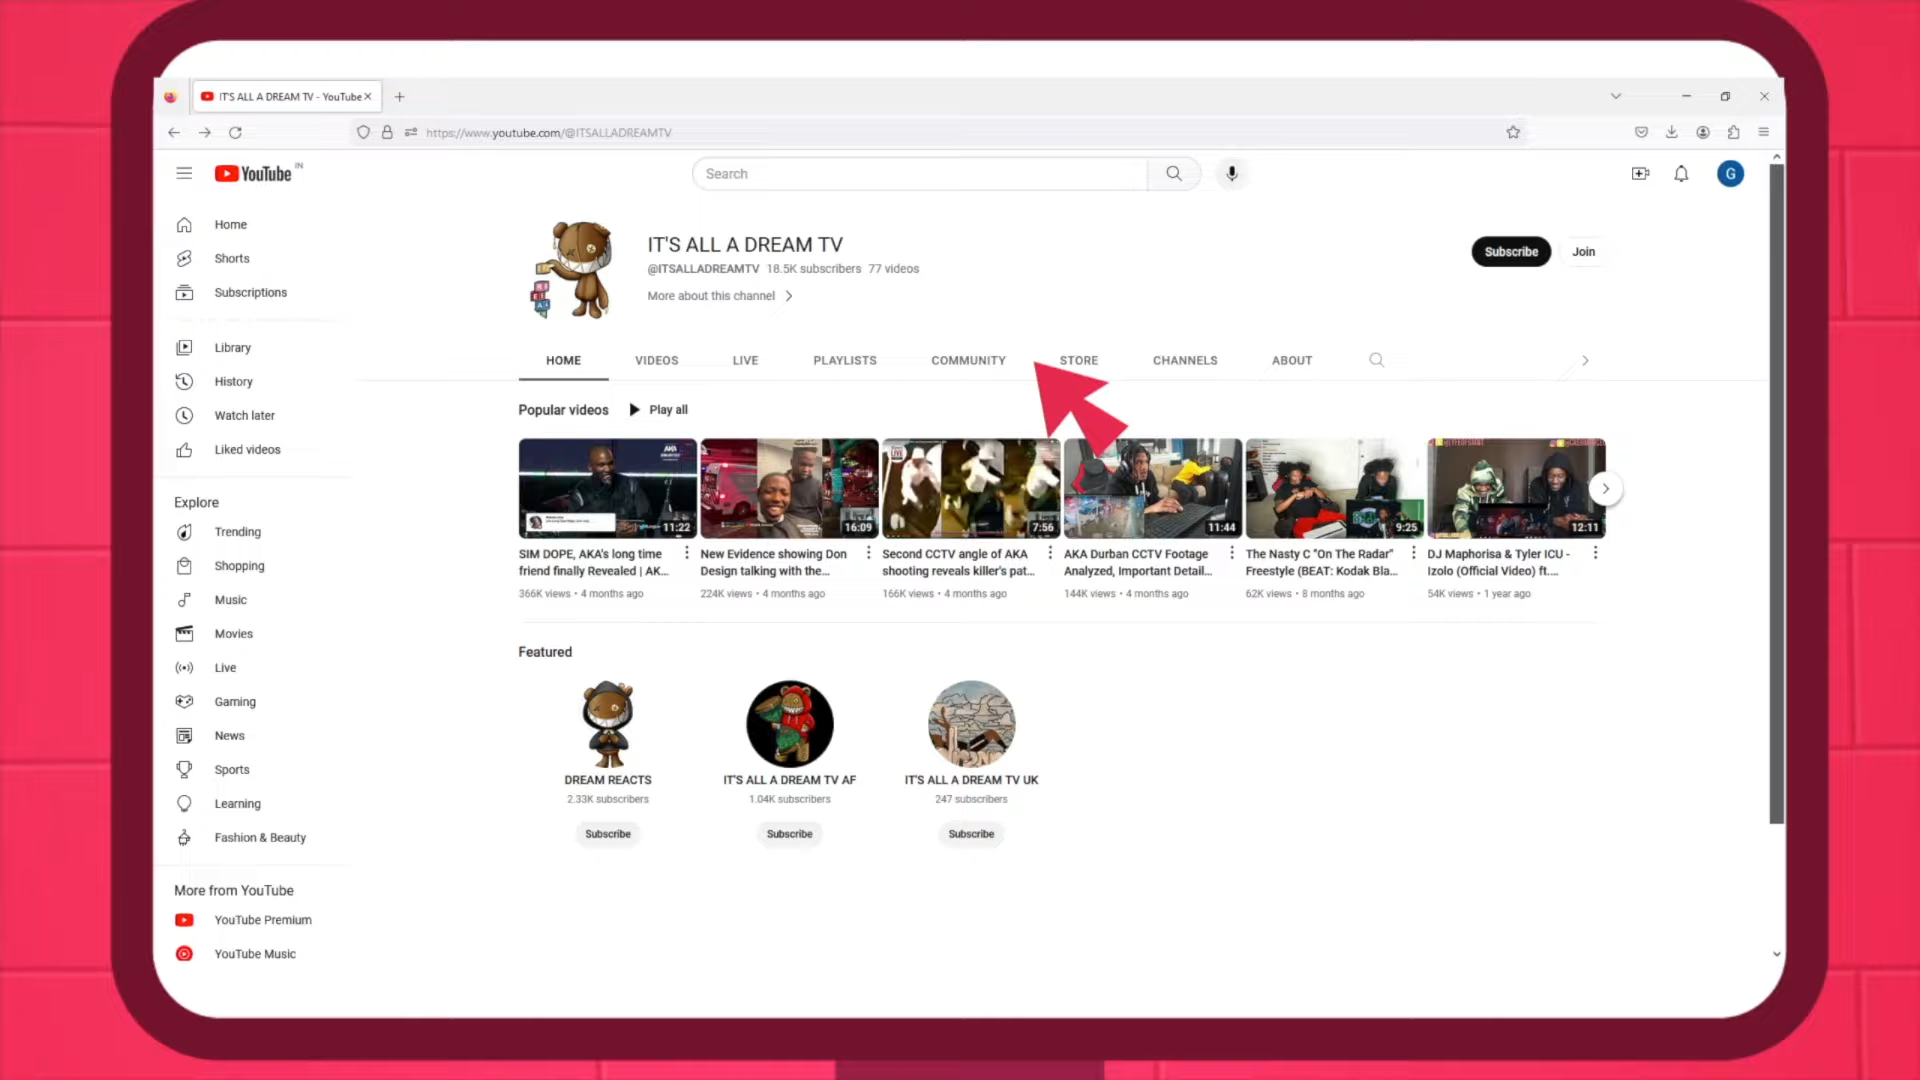 IT'S ALL A DREAM TV - YouTube
https://www.youtube.com/@ITSALLADREAMTV
YouTube IN
Search
G
Home
Shorts
Subscriptions
Library
History
Watch later
Liked videos
Explore
Trending
Shopping
Music
Movies
Live
Gaming
News
Sports
Learning
Fashion & Beauty
More from YouTube
YouTube Premium
YouTube Music
IT'S ALL A DREAM TV
@ITSALLADREAMTV 18.5K subscribers 77 videos
More about this channel
Subscribe Join
HOME VIDEOS LIVE PLAYLISTS COMMUNITY STORE CHANNELS ABOUT
Popular videos Play all
11:22
SIM DOPE, AKA's long time
friend finally Revealed | AK...
366K views • 4 months ago
16:09
New Evidence showing Don
Design talking with the...
224K views • 4 months ago
7:56
Second CCTV angle of AKA
shooting reveals killer's pat...
166K views • 4 months ago
11:44
AKA Durban CCTV Footage
Analyzed, Important Detail...
144K views • 4 months ago
9:25
The Nasty C "On The Radar"
Freestyle (BEAT: Kodak Bla...
62K views • 8 months ago
12:11
DJ Maphorisa & Tyler ICU -
Izolo (Official Video) ft....
54K views • 1 year ago
Featured
DREAM REACTS
2.33K subscribers
Subscribe
IT'S ALL A DREAM TV AF
1.04K subscribers
Subscribe
IT'S ALL A DREAM TV UK
247 subscribers
Subscribe